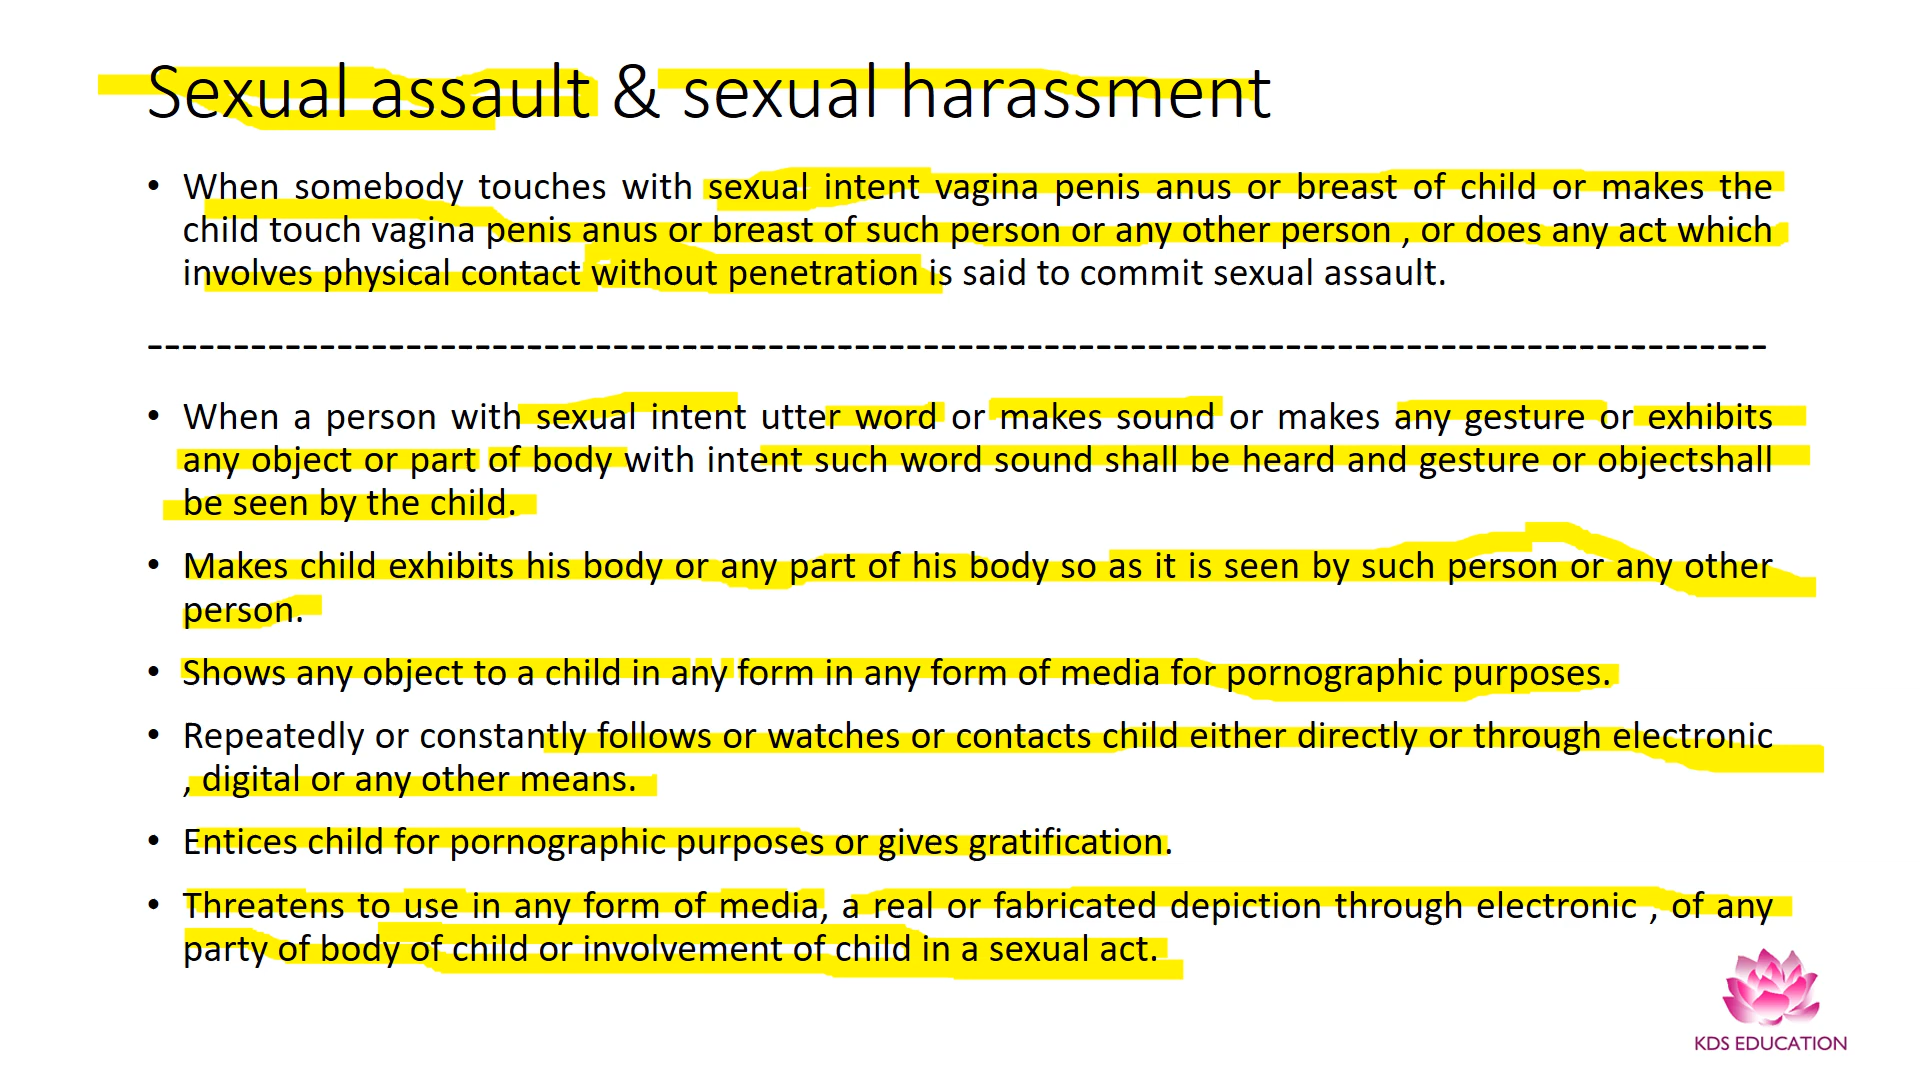 Sexual assault & sexual harassment
• When somebody touches with sexual intent vagina penis anus or breast of child or makes the
child touch vagina penis anus or breast of such person or any other person , or does any act which
involves physical contact without penetration is said to commit sexual assault.
--------------------------------------------------------------------------------------------
• When a person with sexual intent utter word or makes sound or makes any gesture or exhibits
any object or part of body with intent such word sound shall be heard and gesture or objectshall
be seen by the child.
• Makes child exhibits his body or any part of his body so as it is seen by such person or any other
person.
• Shows any object to a child in any form in any form of media for pornographic purposes.
• Repeatedly or constantly follows or watches or contacts child either directly or through electronic
, digital or any other means.
• Entices child for pornographic purposes or gives gratification.
• Threatens to use in any form of media, a real or fabricated depiction through electronic , of any
party of body of child or involvement of child in a sexual act.
KDS EDUCATION